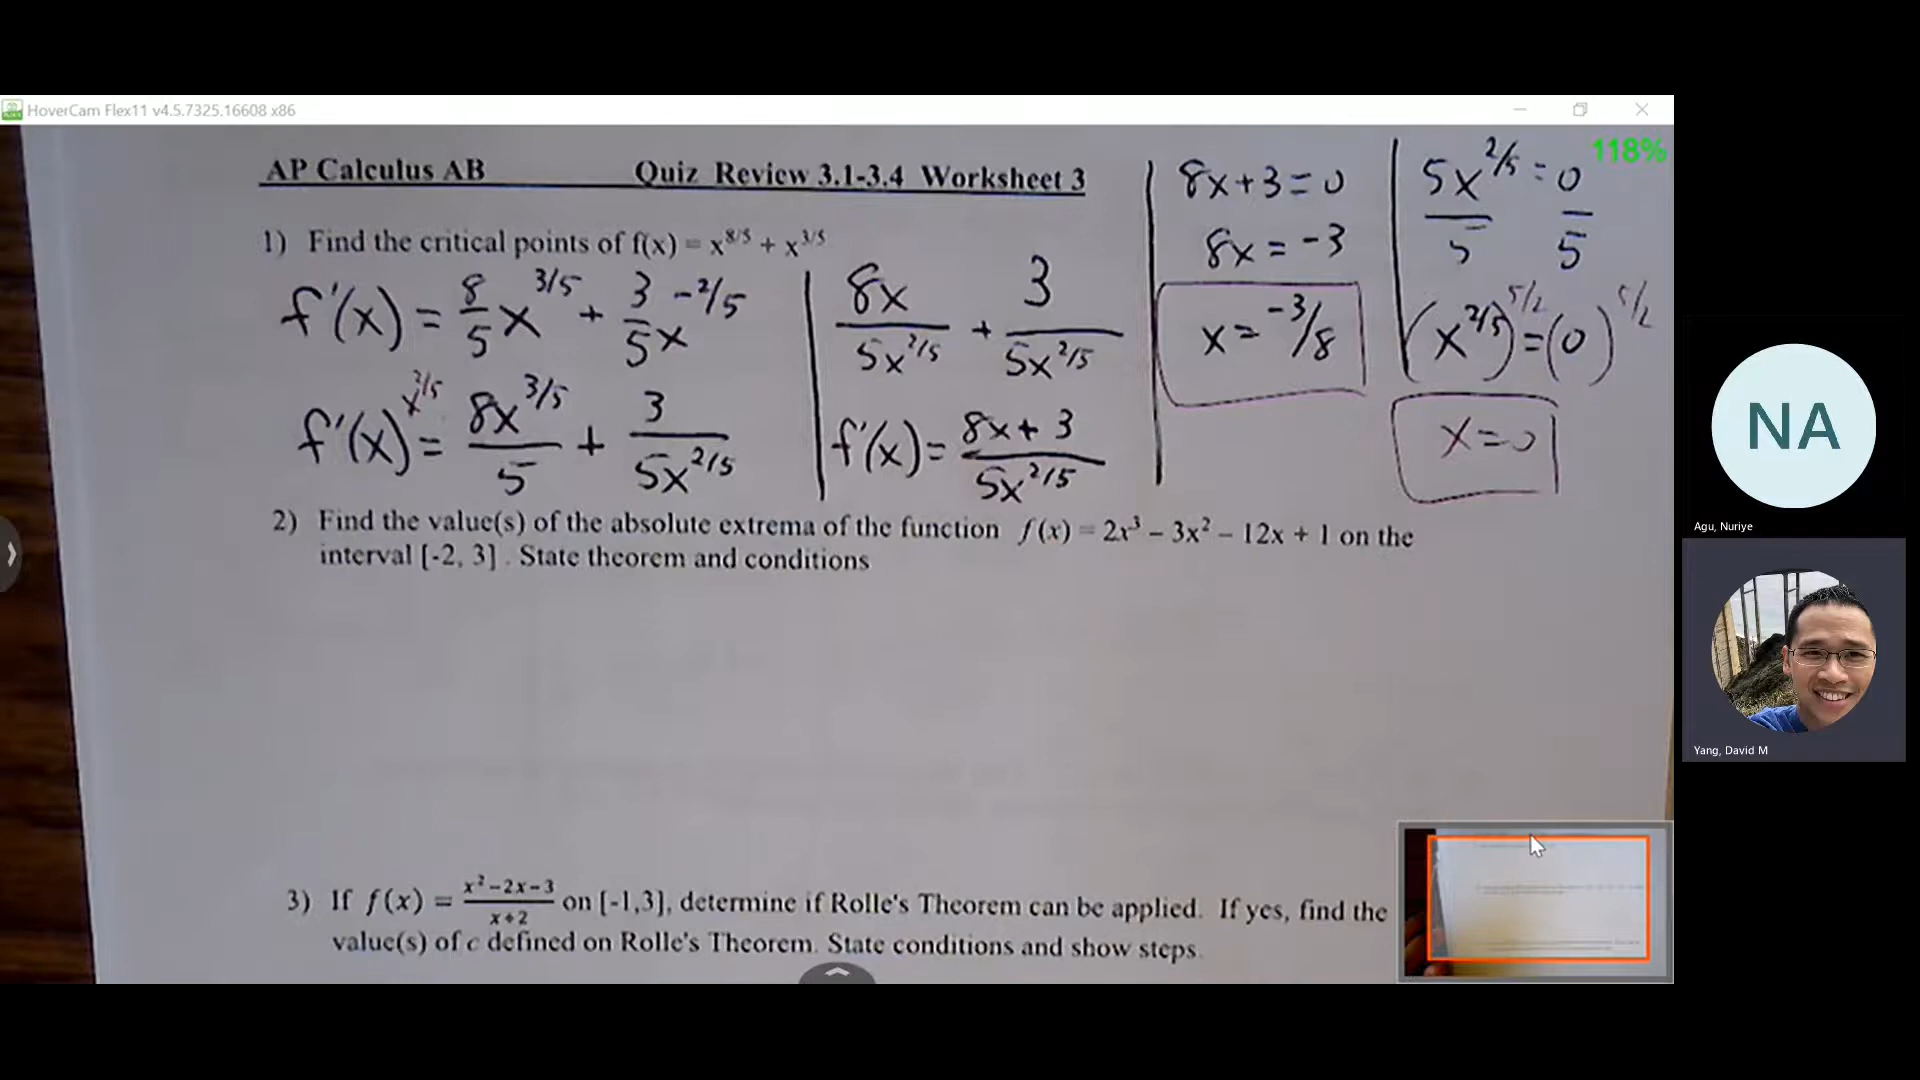 HoverCam Flex11 v4.5.7325.16608 x86
118%
AP Calculus AB Quiz Review 3.1-3.4 Worksheet 3
1) Find the critical points of f(x) = x^8/5 + x^3/5
f'(x) = 8/5 x^3/5 + 3/5 x^-2/5
f'(x) = 8x^3/5 / 5 + 3 / 5x^2/5
8x / 5x^2/5 + 3 / 5x^2/5
f'(x) = 8x + 3 / 5x^2/5
8x + 3 = 0
8x = -3
x = -3/8
5x^2/5 = 0
5 5
(x^2/5)^5/2 = (0)^5/2
x = 0
2) Find the value(s) of the absolute extrema of the function f(x) = 2x³ − 3x² − 12x + 1 on the
interval [-2, 3] . State theorem and conditions
3) If f(x) = x²−2x−3 / x+2 on [-1,3], determine if Rolle's Theorem can be applied. If yes, find the
value(s) of c defined on Rolle's Theorem. State conditions and show steps.
NA
Agu, Nuriye
Yang, David M